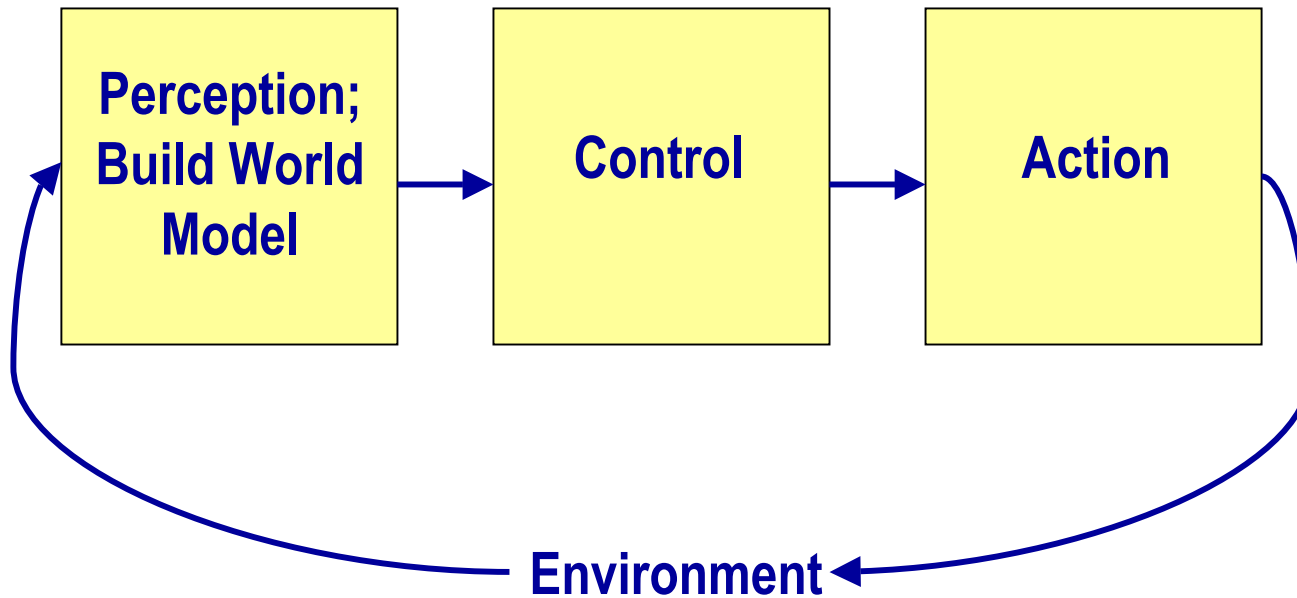 Perception;
Build World
Model
Control
Action
Environment